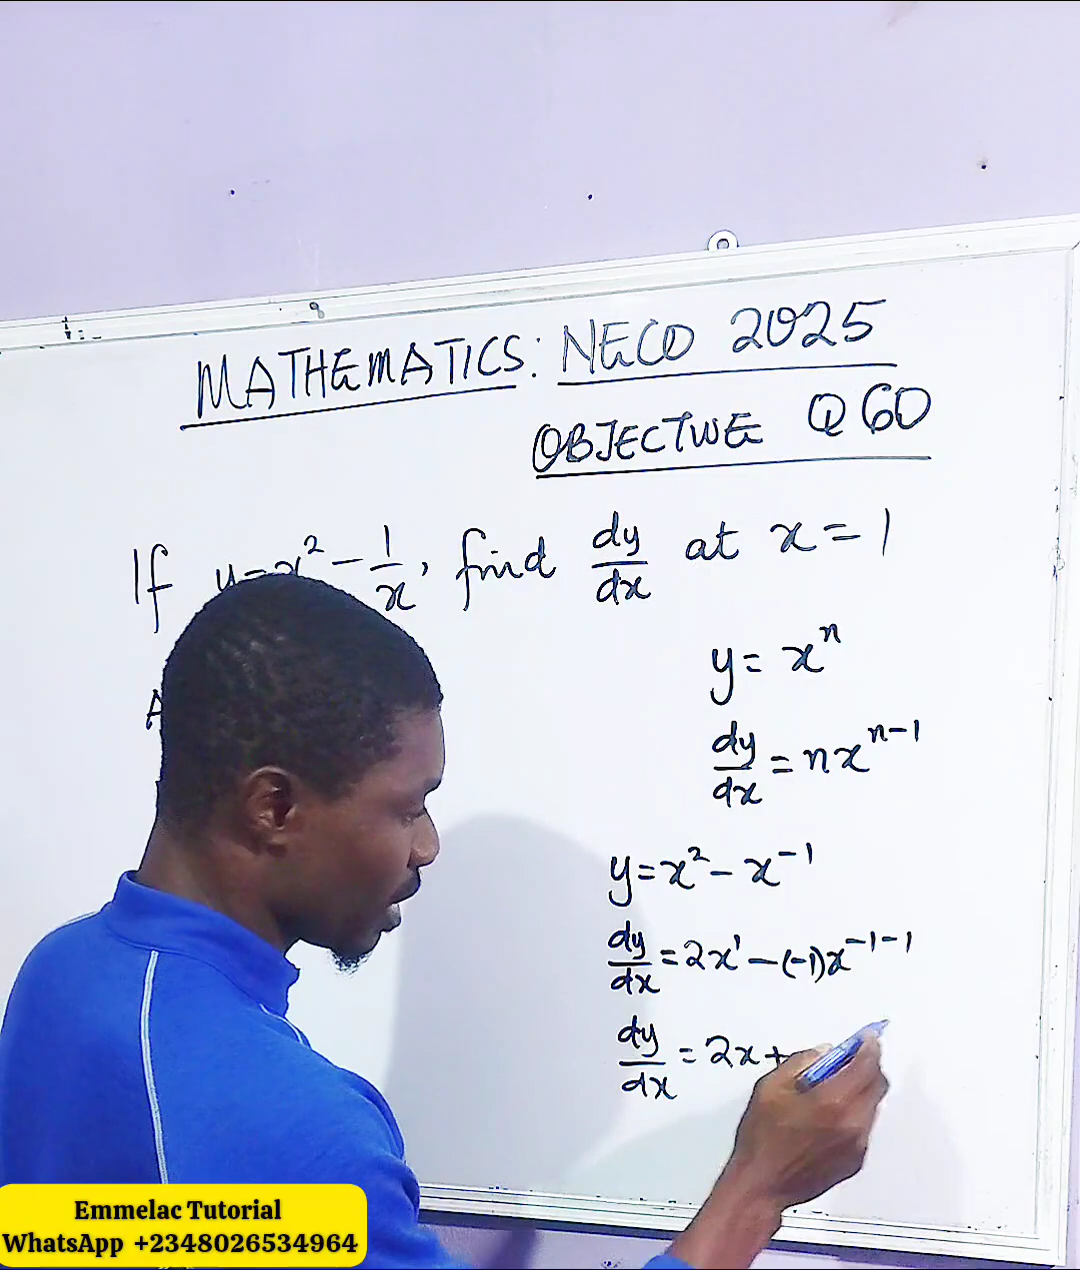 MATHEMATICS: NECO 2025
OBJECTIVE Q60
If y=x² - 1/x, find dy/dx at x = 1
A
y = xⁿ
dy/dx = nxⁿ⁻¹
y = x² - x⁻¹
dy/dx = 2x¹ - (-1)x⁻¹⁻¹
dy/dx = 2x +
Emmelac Tutorial
WhatsApp +2348026534964